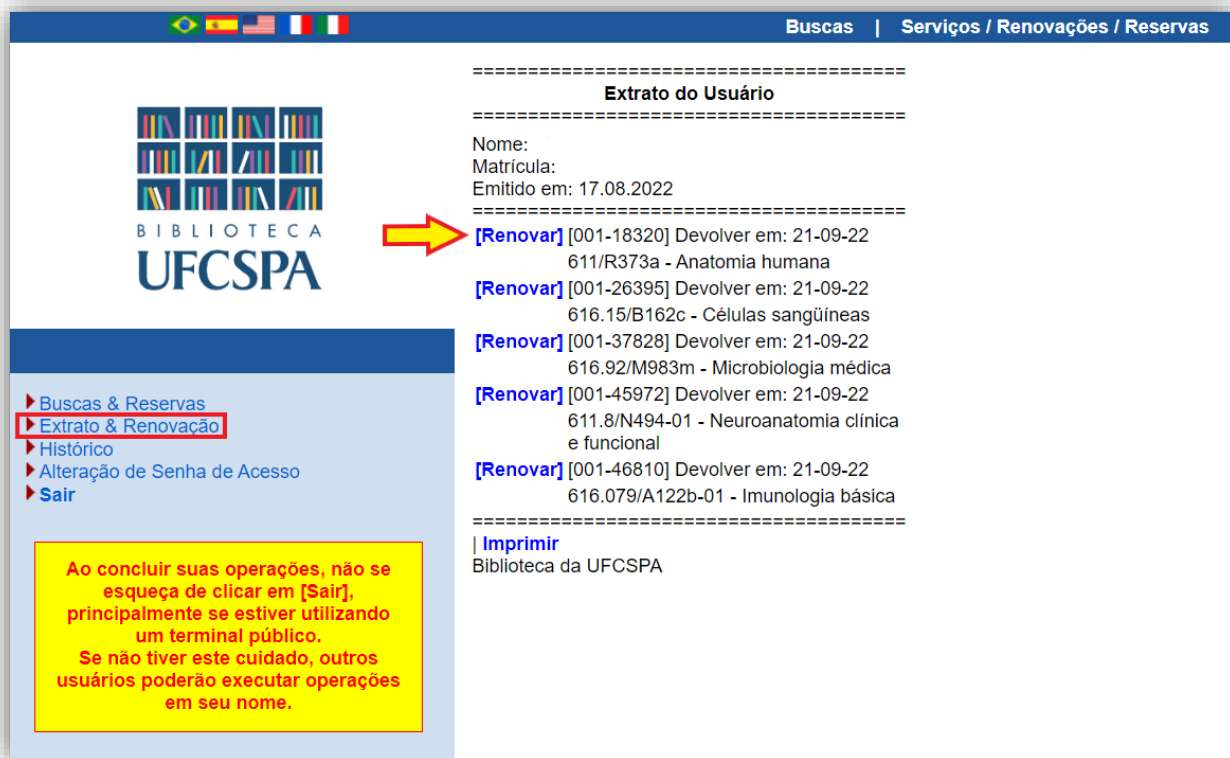 Buscas | Serviços / Renovações / Reservas
BIBLIOTECA
UFCSPA
Buscas & Reservas
Extrato & Renovação
Histórico
Alteração de Senha de Acesso
Sair
Ao concluir suas operações, não se
esqueça de clicar em [Sair],
principalmente se estiver utilizando
um terminal público.
Se não tiver este cuidado, outros
usuários poderão executar operações
em seu nome.
=======================================
Extrato do Usuário
=======================================
Nome:
Matrícula:
Emitido em: 17.08.2022
=======================================
[Renovar] [001-18320] Devolver em: 21-09-22
611/R373a - Anatomia humana
[Renovar] [001-26395] Devolver em: 21-09-22
616.15/B162c - Células sangüíneas
[Renovar] [001-37828] Devolver em: 21-09-22
616.92/M983m - Microbiologia médica
[Renovar] [001-45972] Devolver em: 21-09-22
611.8/N494-01 - Neuroanatomia clínica
e funcional
[Renovar] [001-46810] Devolver em: 21-09-22
616.079/A122b-01 - Imunologia básica
=======================================
| Imprimir
Biblioteca da UFCSPA